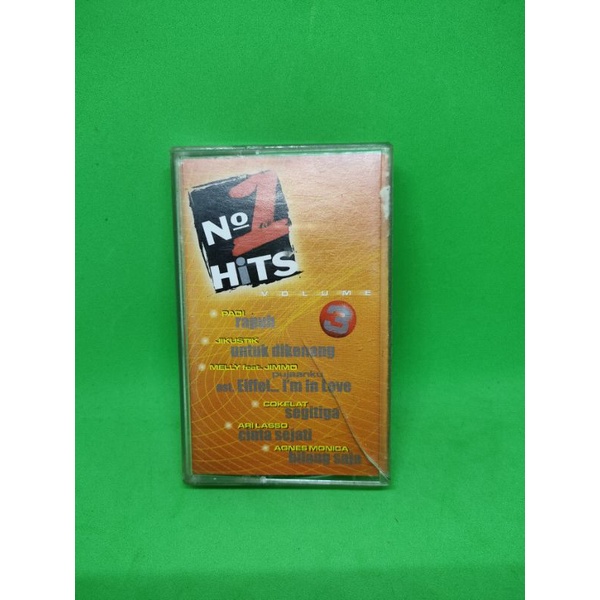 No 1
HiTS
VOLUME
3
PADI
rapuh
JIKUSTIK
untuk dikenang
MELLY feat. JIMMO
pujaanku
ost. Eiffel... I'm in Love
COKELAT
segitiga
ARI LASSO
cinta sejati
AGNES MONICA
bilang saja